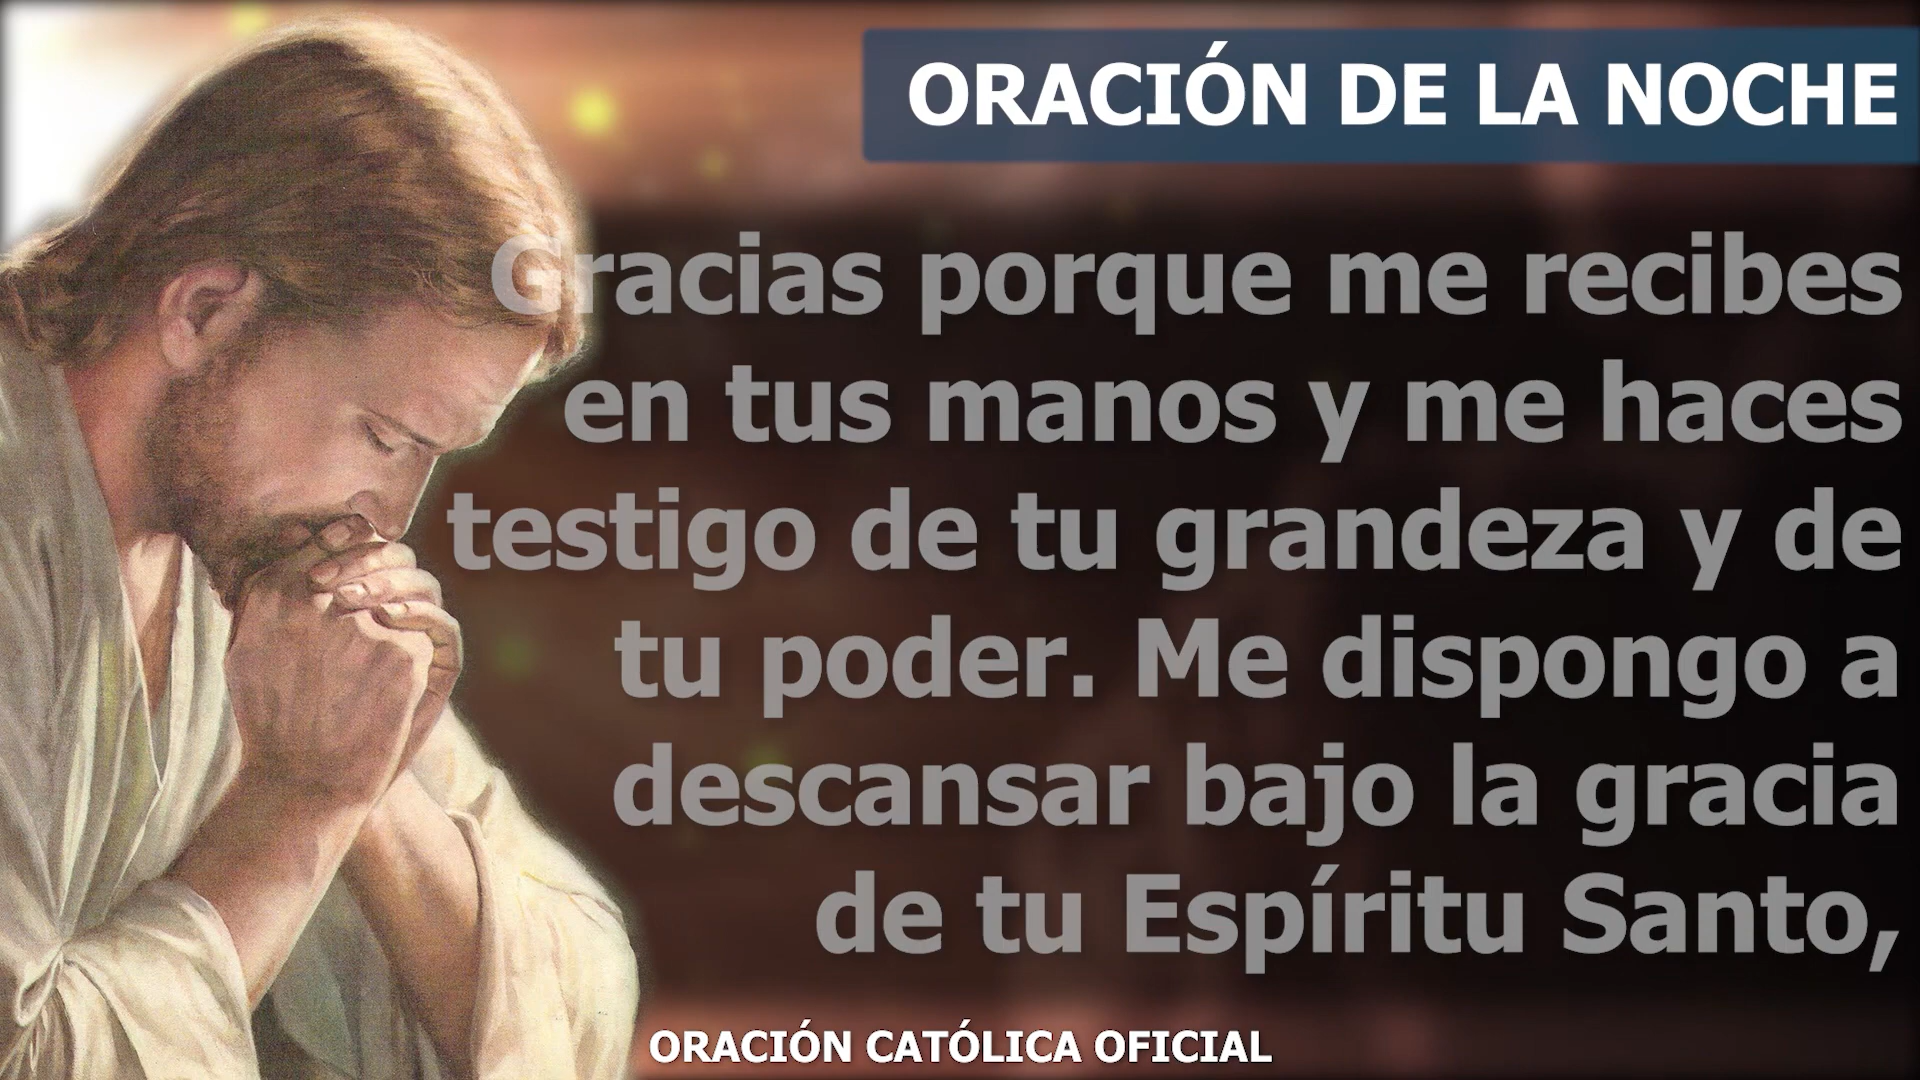 ORACIÓN DE LA NOCHE
Gracias porque me recibes
en tus manos y me haces
testigo de tu grandeza y de
tu poder. Me dispongo a
descansar bajo la gracia
de tu Espíritu Santo,
ORACIÓN CATÓLICA OFICIAL